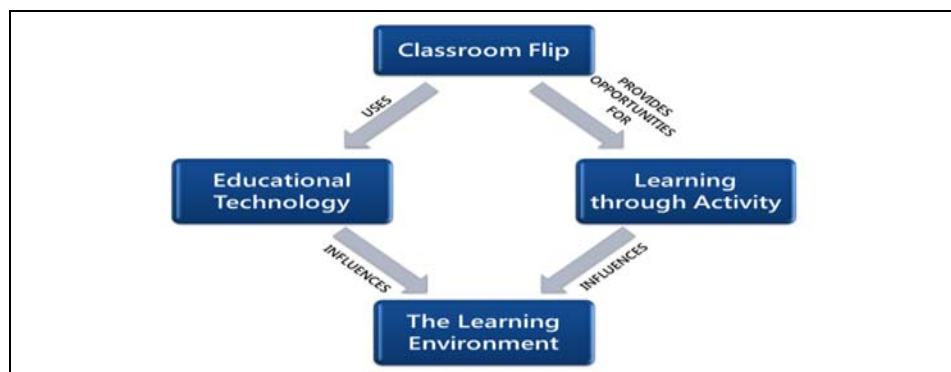 Classroom Flip
USES
PROVIDES
OPPORTUNITIES
FOR
Educational
Technology
Learning
through Activity
INFLUENCES
INFLUENCES
The Learning
Environment